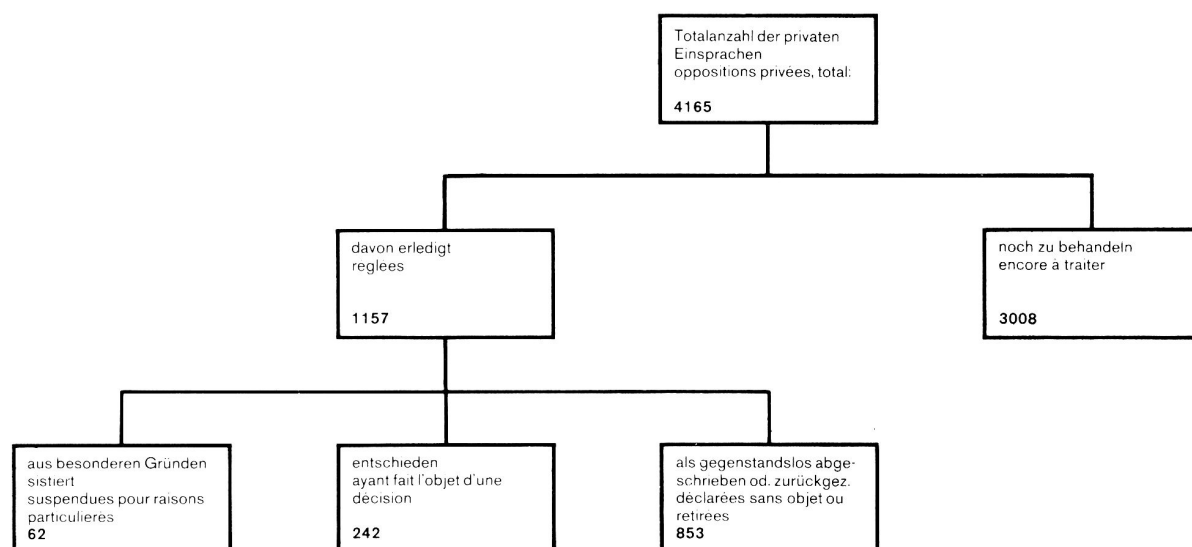 Totalanzahl der privaten
Einsprachen
oppositions privées, total:
4165
davon erledigt
reglées
1157
noch zu behandeln
encore à traiter
3008
aus besonderen Gründen
sistiert
suspendues pour raisons
particulieres
62
entschieden
ayant fait l'objet d'une
décision
242
als gegenstandslos abge-
schrieben od. zurückgez.
déclarées sans objet ou
retirées
853